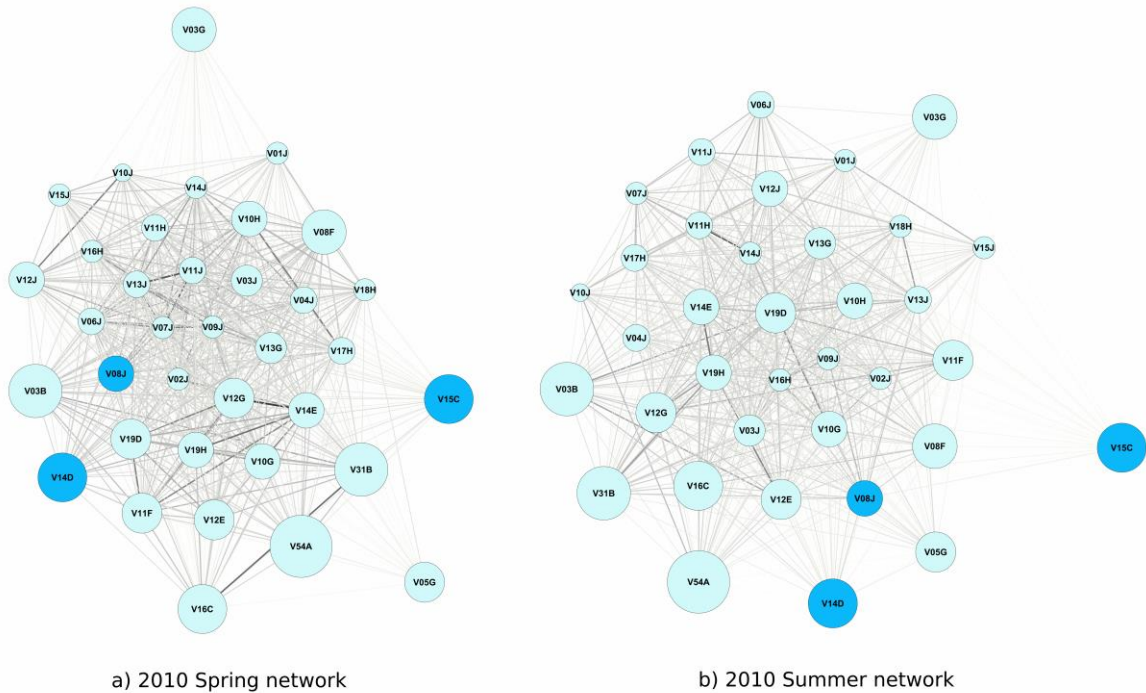 V03G
V01J
V10J
V15J
V14J
V10H
V11H
V08F
V16H
V12J
V11J
V13J
V03J
V18H
V04J
V06J
V07J
V09J
V13G
V17H
V08J
V02J
V03B
V15C
V12G
V14E
V19D
V19H
V10G
V31B
V14D
V11F
V12E
V54A
V05G
V16C
a) 2010 Spring network
V06J
V03G
V11J
V01J
V07J
V12J
V11H
V18H
V13G
V15J
V14J
V17H
V10J
V14E
V10H
V13J
V19D
V04J
V09J
V11F
V19H
V16H
V02J
V03B
V12G
V03J
V10G
V08F
V15C
V16C
V31B
V12E
V08J
V05G
V54A
V14D
b) 2010 Summer network